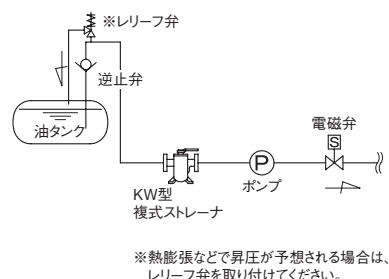 ※レリーフ弁
逆止弁
油タンク
電磁弁
S
P
ポンプ
KW型
複式ストレーナ
※熱膨張などで昇圧が予想される場合は、
レリーフ弁を取り付けてください。